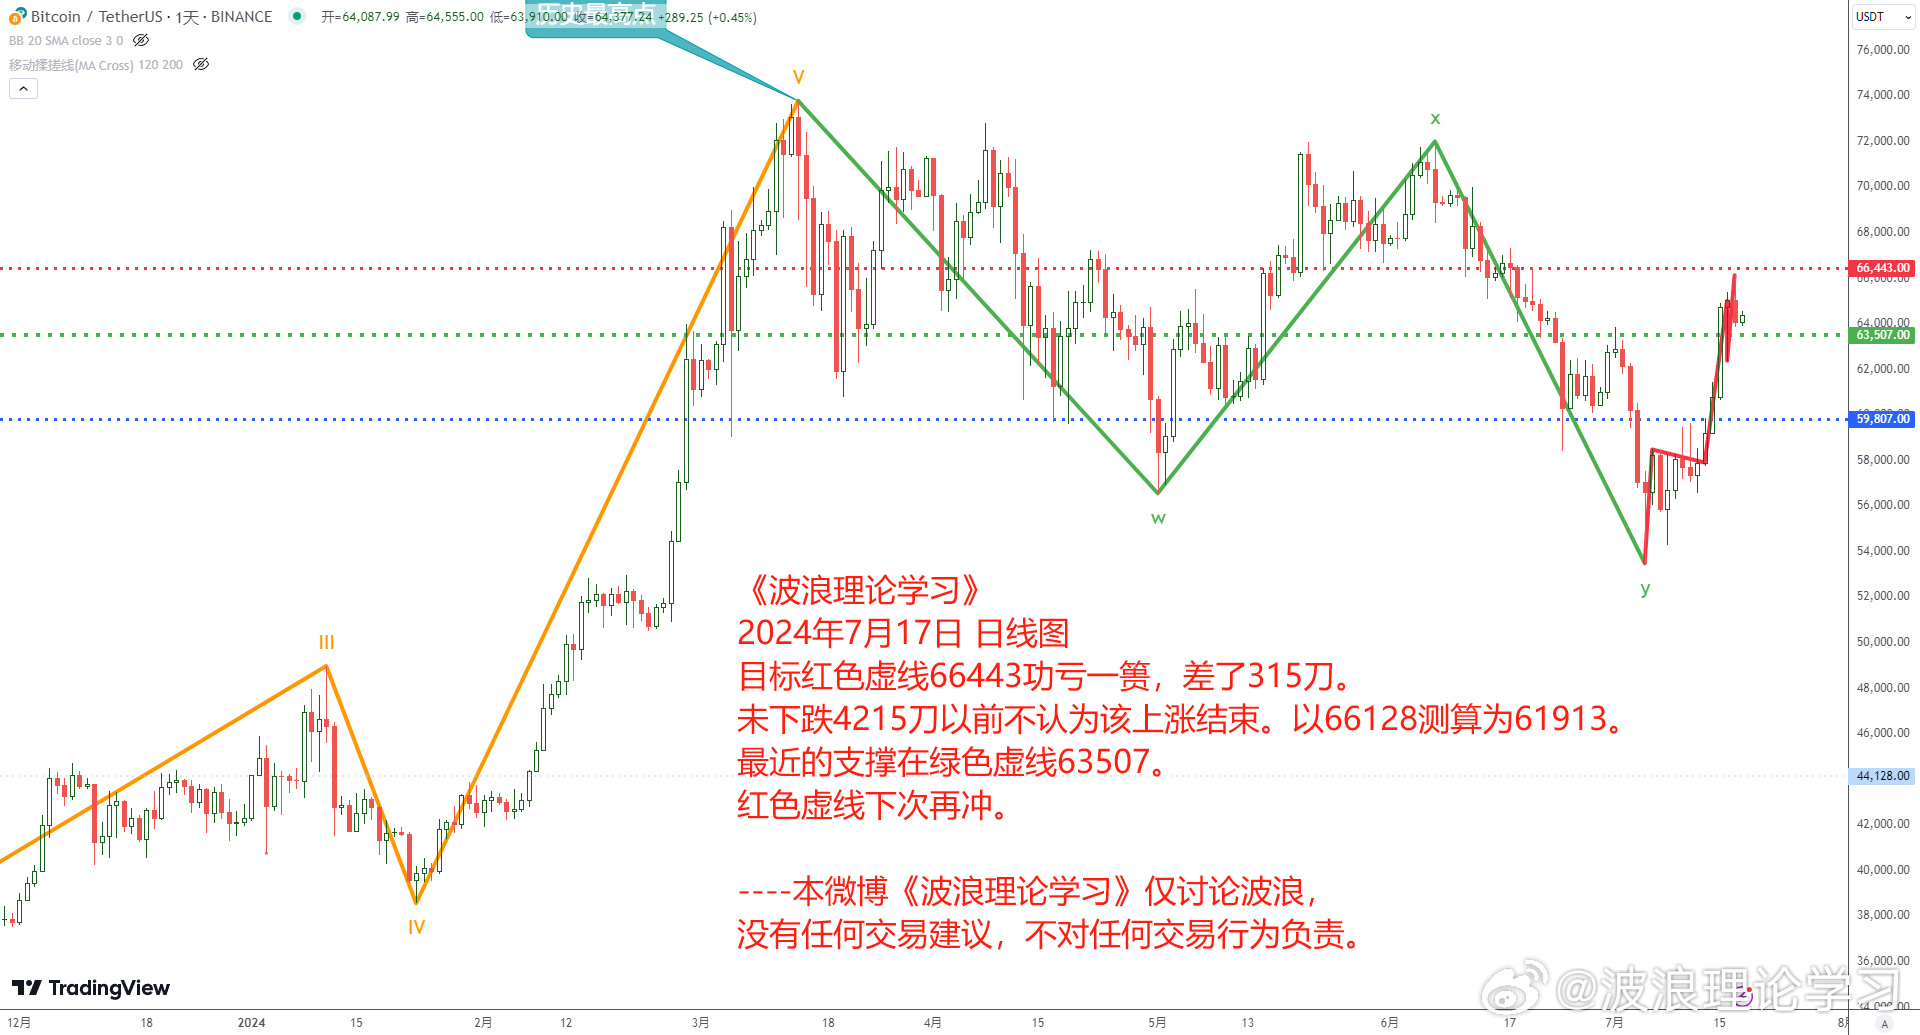 Bitcoin / TetherUS · 1天 · BINANCE 开=64,087.99 高=64,555.00 低=63,910.00 收=64,377.24 +289.25 (+0.45%)
历史最高点
BB 20 SMA close 3 0
移动揉搓线(MA Cross) 120 200
USDT
76,000.00
74,000.00
72,000.00
70,000.00
68,000.00
66,443.00
66,000.00
64,000.00
63,507.00
62,000.00
59,807.00
58,000.00
56,000.00
54,000.00
52,000.00
50,000.00
48,000.00
46,000.00
44,128.00
42,000.00
40,000.00
38,000.00
36,000.00
34,000.00
V
x
w
y
III
IV
《波浪理论学习》
2024年7月17日 日线图
目标红色虚线66443功亏一篑，差了315刀。
未下跌4215刀以前不认为该上涨结束。以66128测算为61913。
最近的支撑在绿色虚线63507。
红色虚线下次再冲。
----本微博《波浪理论学习》仅讨论波浪，
没有任何交易建议，不对任何交易行为负责。
TradingView
@波浪理论学习
12月 18 2024 15 2月 12 3月 18 4月 15 5月 13 6月 17 7月 15 8月
A